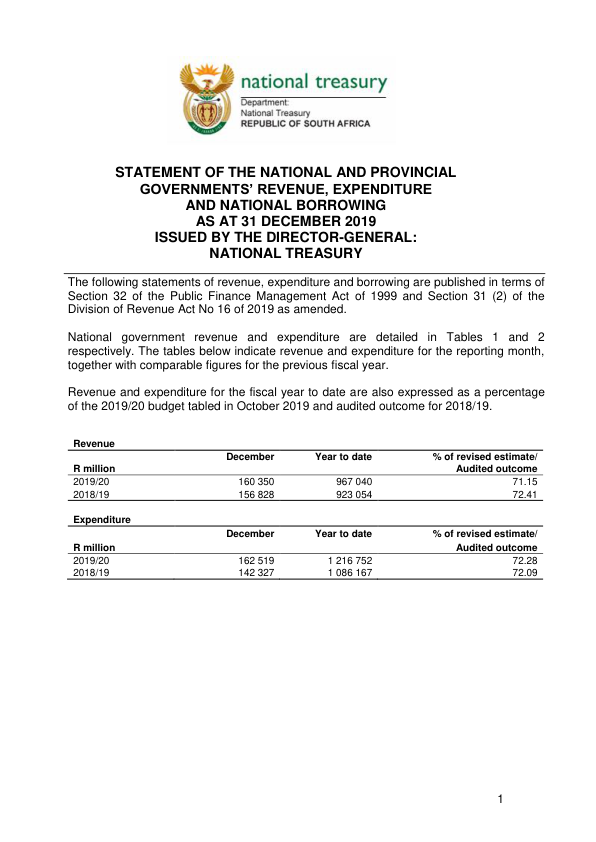 national treasury
Department:
National Treasury
REPUBLIC OF SOUTH AFRICA
STATEMENT OF THE NATIONAL AND PROVINCIAL
GOVERNMENTS' REVENUE, EXPENDITURE
AND NATIONAL BORROWING
AS AT 31 DECEMBER 2019
ISSUED BY THE DIRECTOR-GENERAL:
NATIONAL TREASURY
The following statements of revenue, expenditure and borrowing are published in terms of
Section 32 of the Public Finance Management Act of 1999 and Section 31 (2) of the
Division of Revenue Act No 16 of 2019 as amended.
National government revenue and expenditure are detailed in Tables 1 and 2
respectively. The tables below indicate revenue and expenditure for the reporting month,
together with comparable figures for the previous fiscal year.
Revenue and expenditure for the fiscal year to date are also expressed as a percentage
of the 2019/20 budget tabled in October 2019 and audited outcome for 2018/19.
Revenue
December Year to date % of revised estimate/
R million Audited outcome
2019/20 160 350 967 040 71.15
2018/19 156 828 923 054 72.41
Expenditure
December Year to date % of revised estimate/
R million Audited outcome
2019/20 162 519 1 216 752 72.28
2018/19 142 327 1 086 167 72.09
1